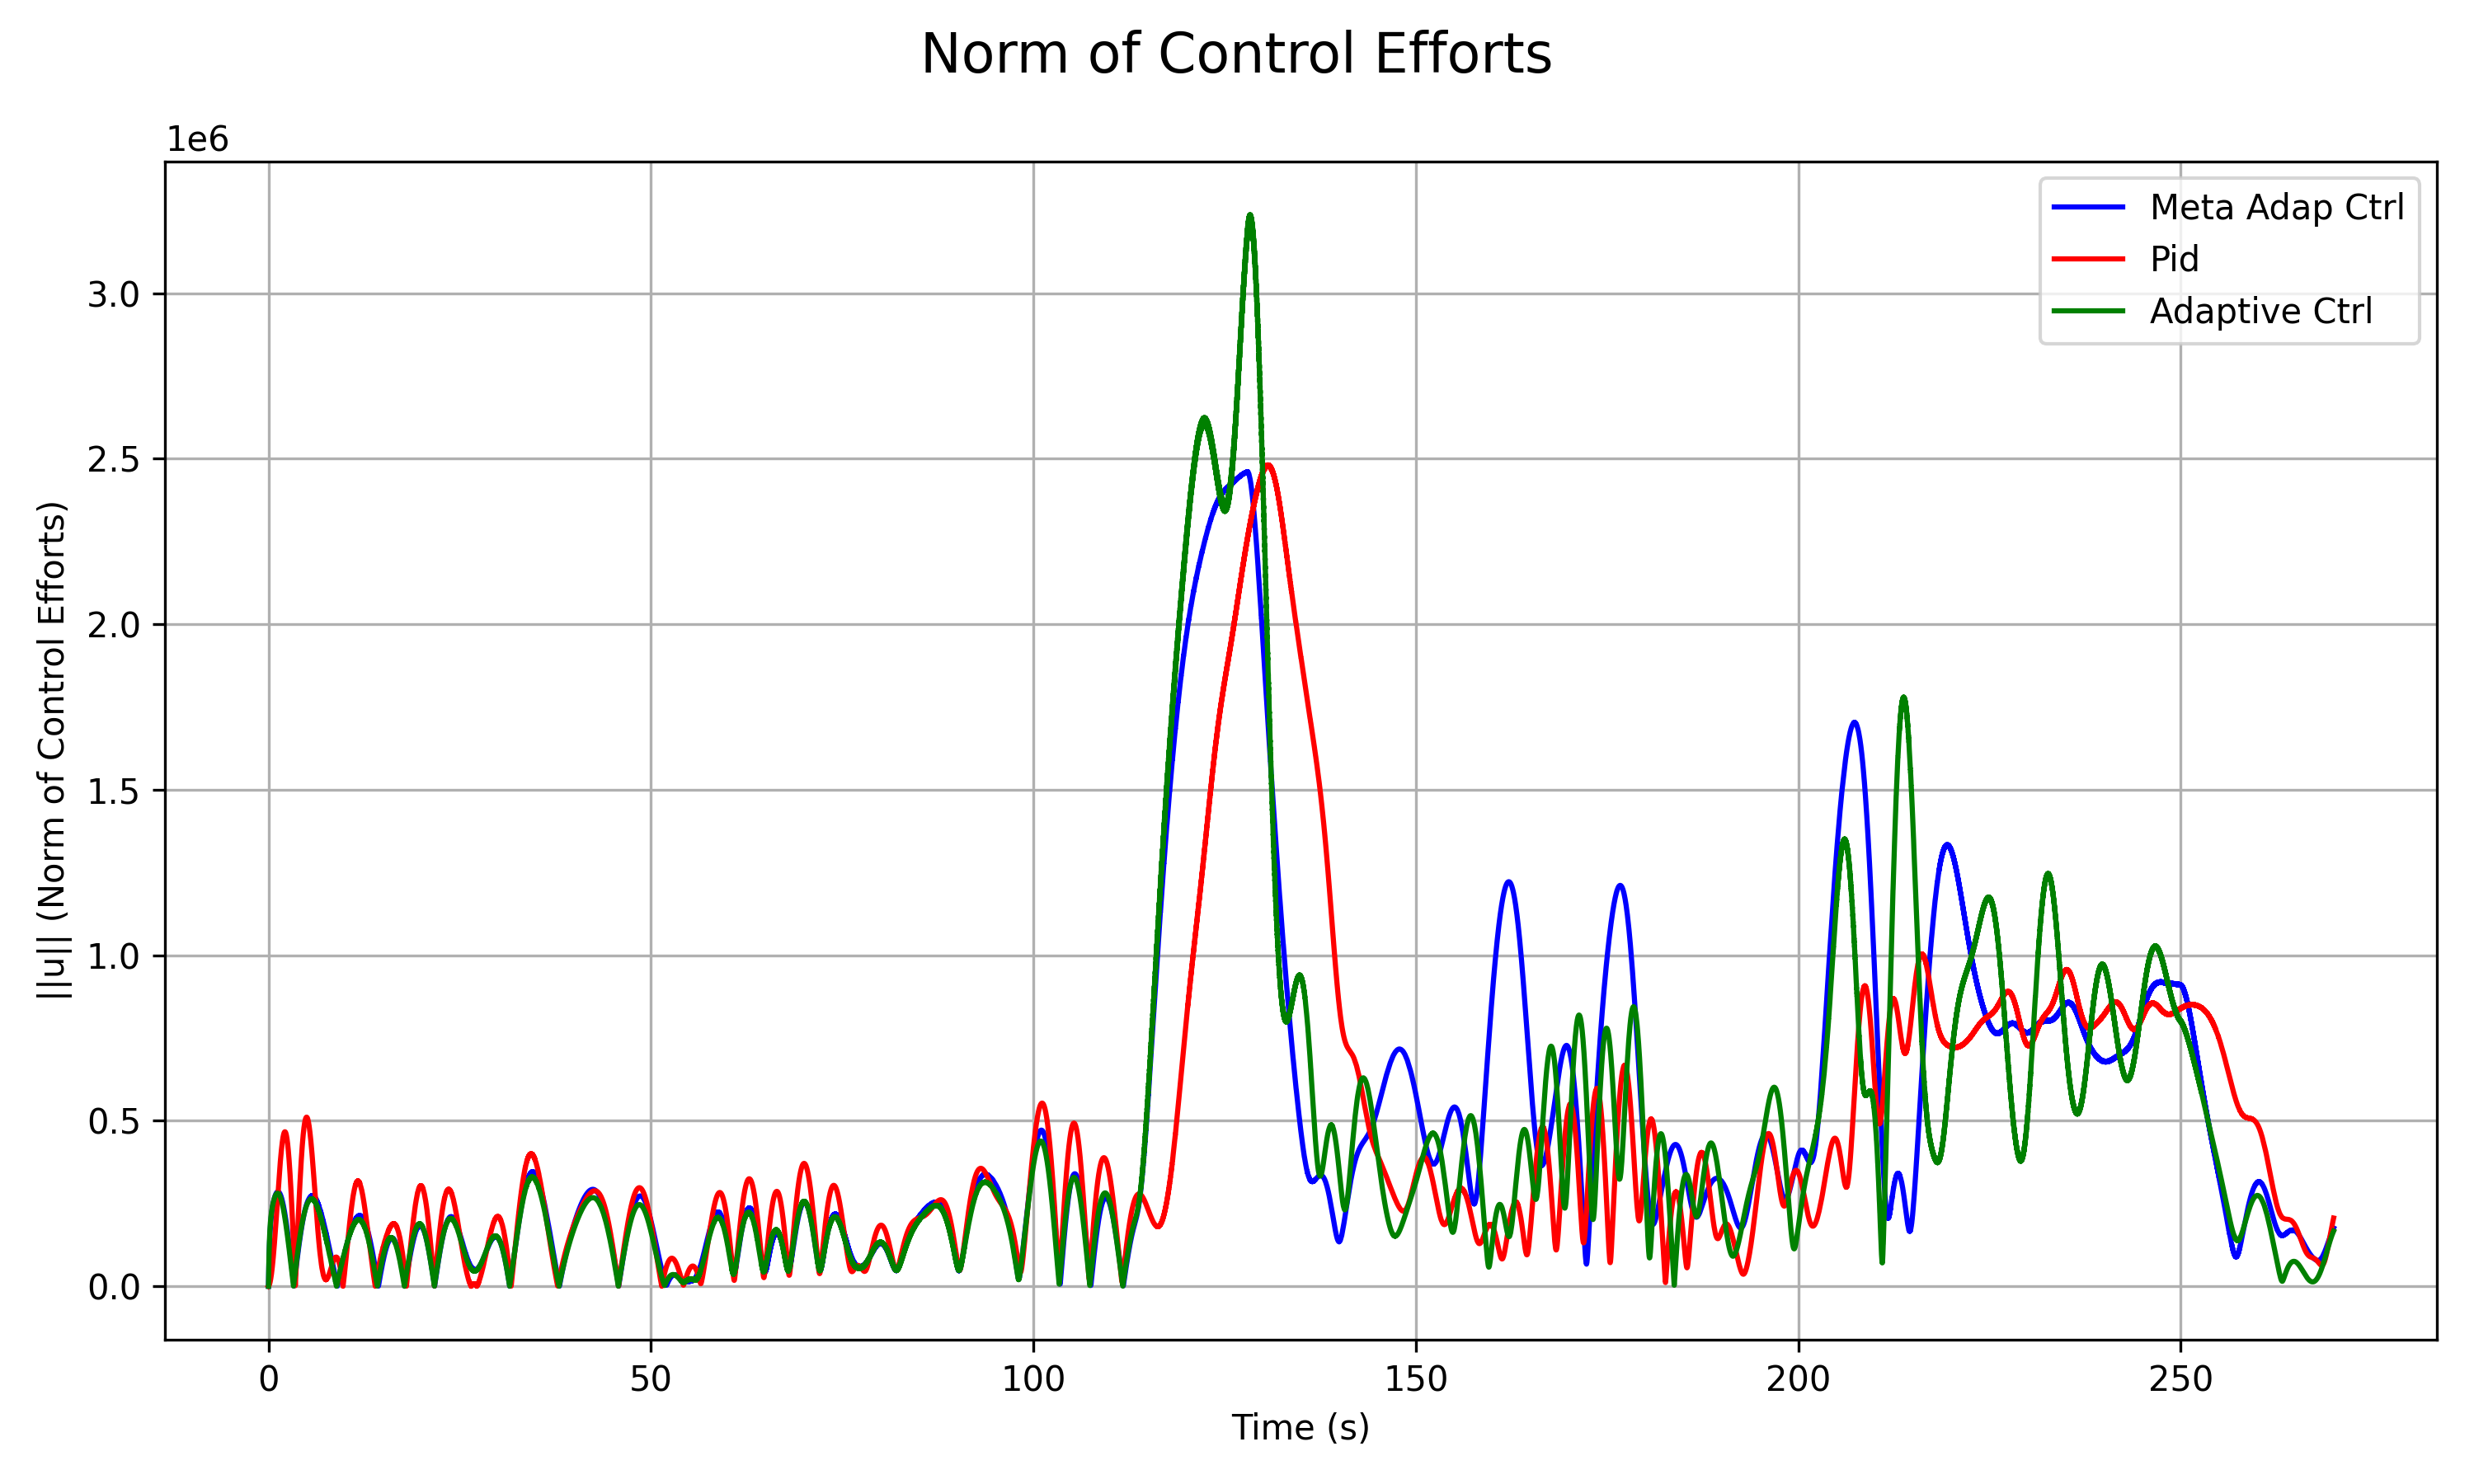 Norm of Control Efforts
1e6
Meta Adap Ctrl
Pid
Adaptive Ctrl
||u|| (Norm of Control Efforts)
3.0
2.5
2.0
1.5
1.0
0.5
0.0
0 50 100 150 200 250
Time (s)